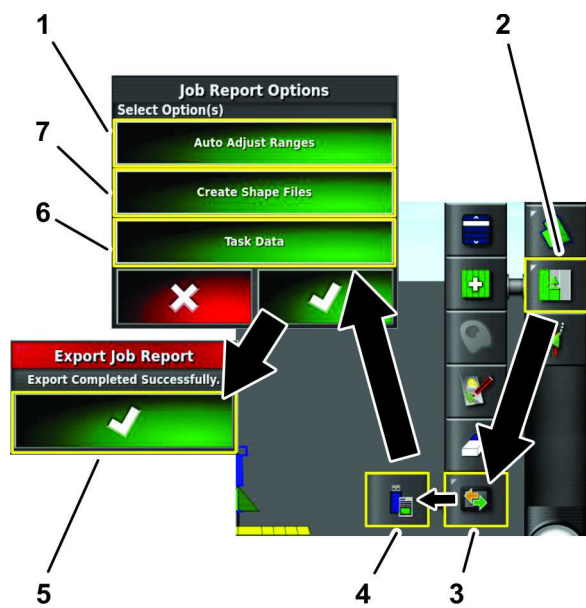 1
2
Job Report Options
Select Option(s)
Auto Adjust Ranges
7
Create Shape Files
6
Task Data
Export Job Report
Export Completed Successfully.
5
4
3